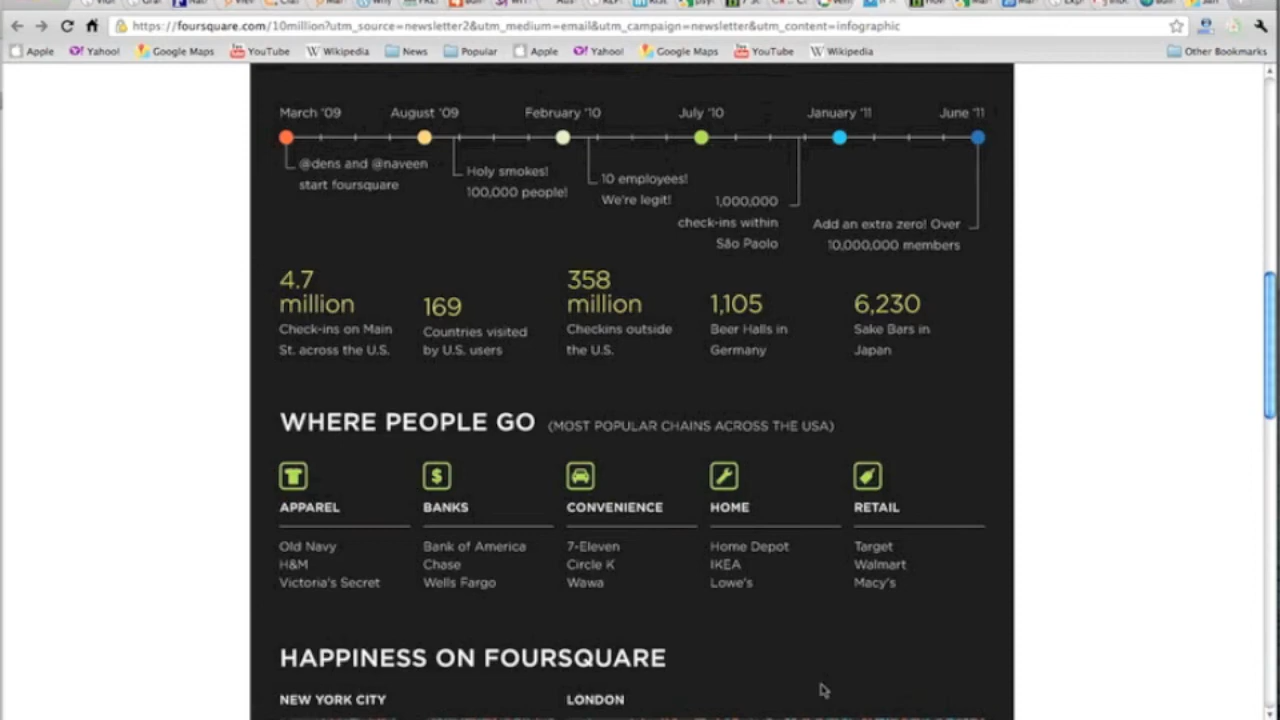 https://foursquare.com/10million?utm_source=newsletter2&utm_medium=email&utm_campaign=newsletter&utm_content=infographic
Apple Yahoo! Google Maps YouTube Wikipedia News Popular Apple Yahoo! Google Maps YouTube Wikipedia Other Bookmarks
March '09 August '09 February '10 July '10 January '11 June '11
@dens and @naveen
start foursquare
Holy smokes!
100,000 people!
10 employees!
We're legit!
1,000,000
check-ins within
São Paolo
Add an extra zero! Over
10,000,000 members
4.7
million
Check-ins on Main
St. across the U.S.
169
Countries visited
by U.S. users
358
million
Checkins outside
the U.S.
1,105
Beer Halls in
Germany
6,230
Sake Bars in
Japan
WHERE PEOPLE GO (MOST POPULAR CHAINS ACROSS THE USA)
APPAREL
Old Navy
H&M
Victoria's Secret
$
BANKS
Bank of America
Chase
Wells Fargo
CONVENIENCE
7-Eleven
Circle K
Wawa
HOME
Home Depot
IKEA
Lowe's
RETAIL
Target
Walmart
Macy's
HAPPINESS ON FOURSQUARE
NEW YORK CITY LONDON